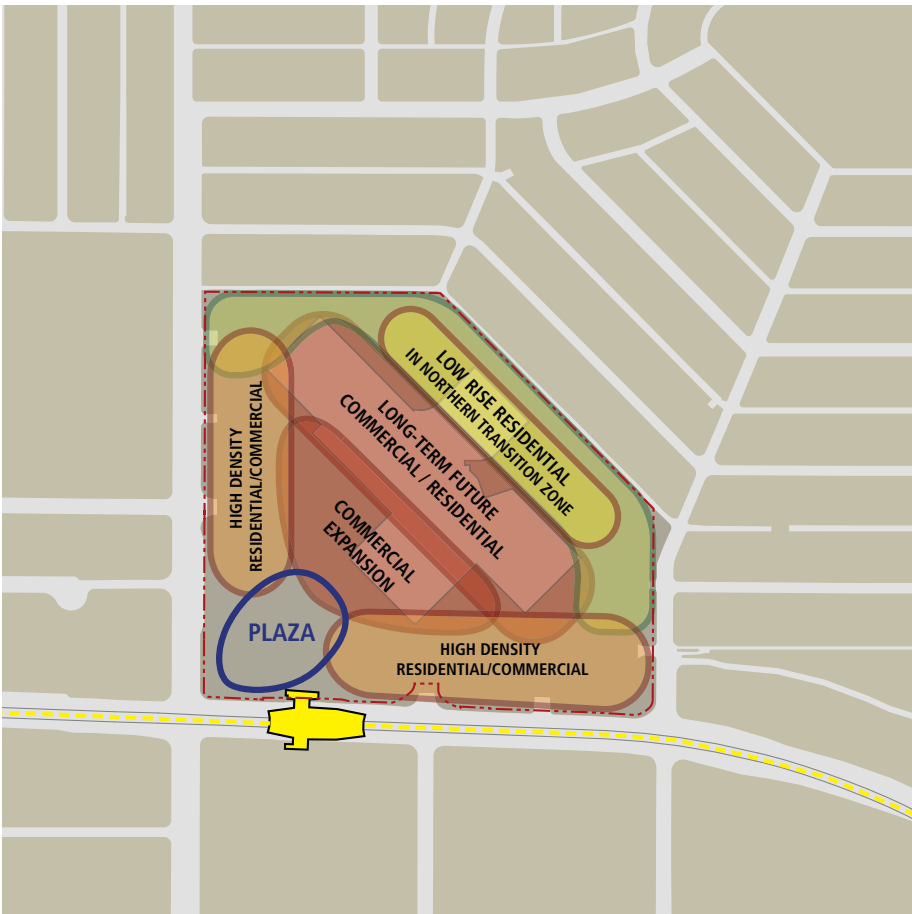 LOW RISE RESIDENTIAL
IN NORTHERN TRANSITION ZONE
LONG-TERM FUTURE
COMMERCIAL / RESIDENTIAL
HIGH DENSITY
RESIDENTIAL/COMMERCIAL
COMMERCIAL
EXPANSION
PLAZA
HIGH DENSITY
RESIDENTIAL/COMMERCIAL